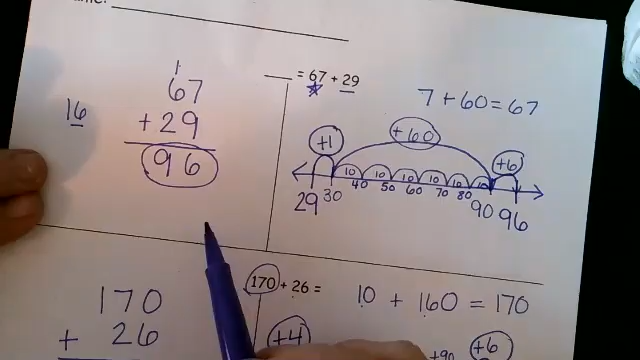 1
67
16
+ 29
96
___ = 67 + 29
7 + 60 = 67
+1
+60
+6
10 10 10 10 10 10
29 30 40 50 60 70 80 90 96
170
+ 26
170 + 26 =
10 + 160 = 170
+4
+90
+6